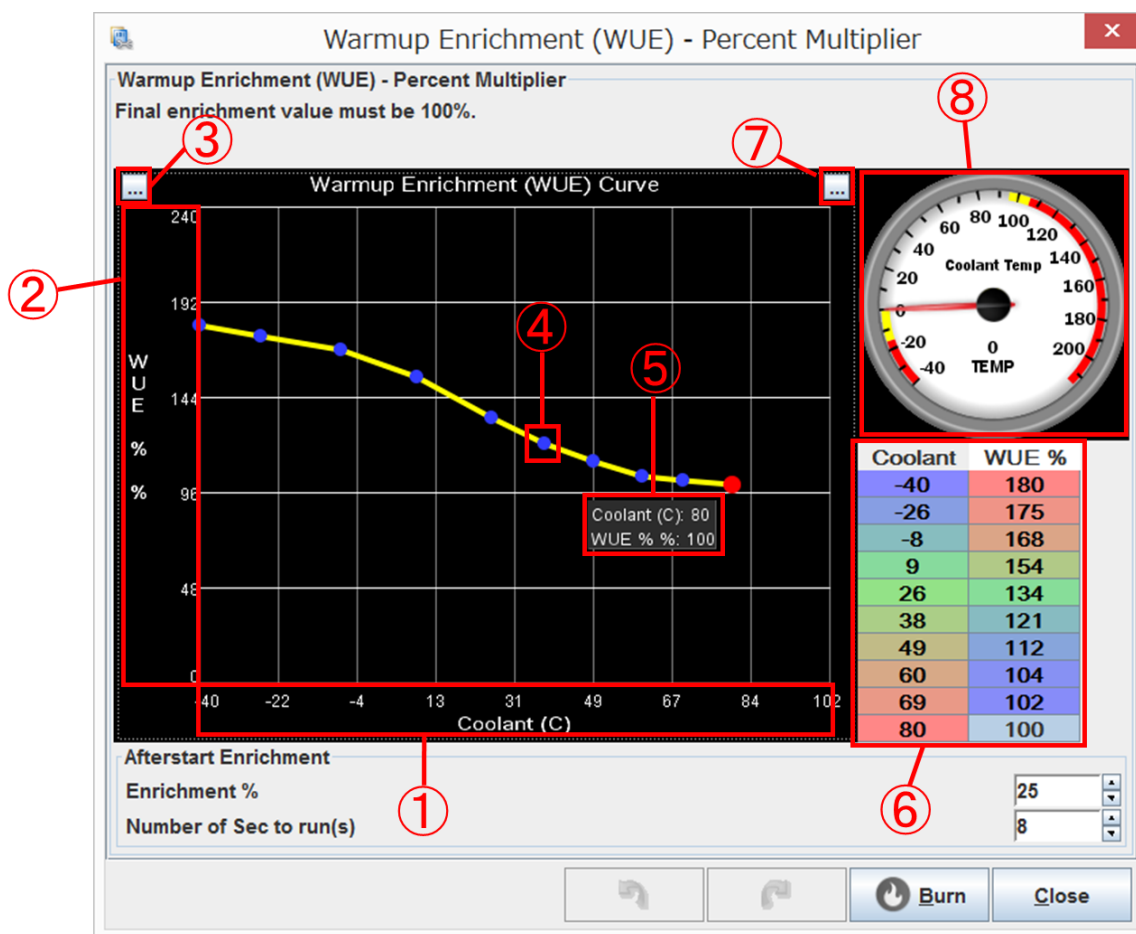 Warmup Enrichment (WUE) - Percent Multiplier
×
Warmup Enrichment (WUE) - Percent Multiplier
Final enrichment value must be 100%.
⑧
③
⑦
...
Warmup Enrichment (WUE) Curve
...
②
240
192
144
96
48
0
WUE % %
④
⑤
Coolant (C): 80
WUE % %: 100
-40 -22 -4 13 31 49 67 84 102
Coolant (C)
①
-40 -20 0 20 40 60 80 100 120 140 160 180 200
Coolant Temp
0
TEMP
Coolant WUE %
-40 180
-26 175
-8 168
9 154
26 134
38 121
49 112
60 104
69 102
80 100
⑥
Afterstart Enrichment
Enrichment % 25
Number of Sec to run(s) 8
Burn Close